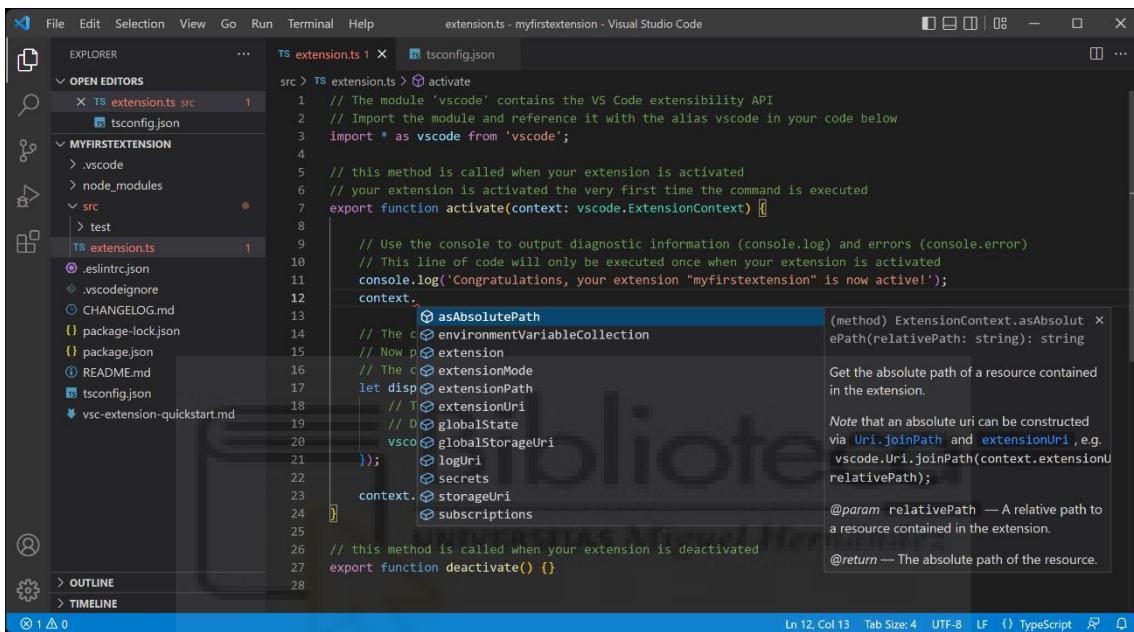 File Edit Selection View Go Run Terminal Help
extension.ts - myfirstextension - Visual Studio Code
EXPLORER
OPEN EDITORS
TS extension.ts src 1
tsconfig.json
MYFIRSTEXTENSION
.vscode
node_modules
src
test
TS extension.ts 1
.eslintrc.json
.vscodeignore
CHANGELOG.md
{} package-lock.json
{} package.json
README.md
TS tsconfig.json
vsc-extension-quickstart.md
OUTLINE
TIMELINE
TS extension.ts 1
TS tsconfig.json
src > TS extension.ts > activate
1 // The module 'vscode' contains the VS Code extensibility API
2 // Import the module and reference it with the alias vscode in your code below
3 import * as vscode from 'vscode';
4
5 // this method is called when your extension is activated
6 // your extension is activated the very first time the command is executed
7 export function activate(context: vscode.ExtensionContext) {
8
9 // Use the console to output diagnostic information (console.log) and errors (console.error)
10 // This line of code will only be executed once when your extension is activated
11 console.log('Congratulations, your extension "myfirstextension" is now active!');
12 context.
13
14 // The c
15 // Now p
16 // The c
17 let disp
18 // T
19 // D
20 vsco
21 });
22
23 context.
24 }
25
26 // this method is called when your extension is deactivated
27 export function deactivate() {}
28
asAbsolutePath
environmentVariableCollection
extension
extensionMode
extensionPath
extensionUri
globalState
globalStorageUri
logUri
secrets
storageUri
subscriptions
(method) ExtensionContext.asAbsolut
ePath(relativePath: string): string
Get the absolute path of a resource contained
in the extension.
Note that an absolute uri can be constructed
via Uri.joinPath and extensionUri, e.g.
vscode.Uri.joinPath(context.extensionU
relativePath);
@param relativePath — A relative path to
a resource contained in the extension.
@return — The absolute path of the resource.
Biblioteca
UNIVERSITAS Miguel Hernández
1 0
Ln 12, Col 13 Tab Size: 4 UTF-8 LF {} TypeScript